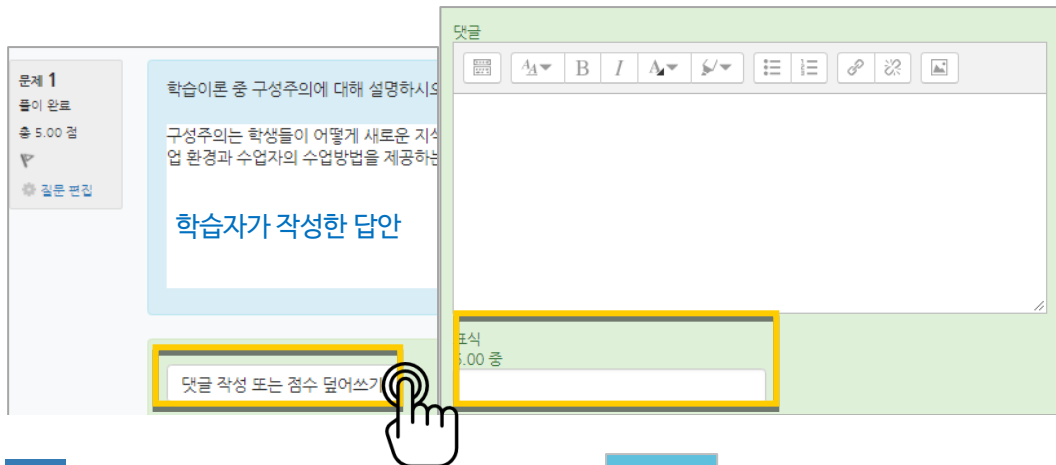 문제 1
풀이 완료
총 5.00 점
질문 편집
학습이론 중 구성주의에 대해 설명하시오
구성주의는 학생들이 어떻게 새로운 지식
업 환경과 수업자의 수업방법을 제공하는
학습자가 작성한 답안
댓글 작성 또는 점수 덮어쓰기
댓글
B I
표식
5.00 중